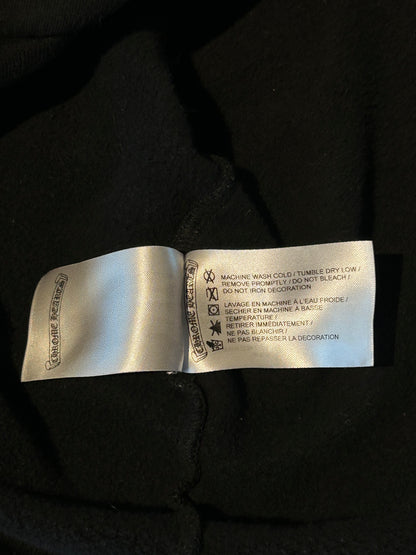 CHROME HEARTS
CHROME HEARTS
MACHINE WASH COLD / TUMBLE DRY LOW /
REMOVE PROMPTLY / DO NOT BLEACH /
DO NOT IRON DECORATION
LAVAGE EN MACHINE À L'EAU FROIDE /
SECHER EN MACHINE A BASSE
TEMPERATURE /
RETIRER IMMÉDIATEMENT /
NE PAS BLANCHIR /
NE PAS REPASSER LA DECORATION